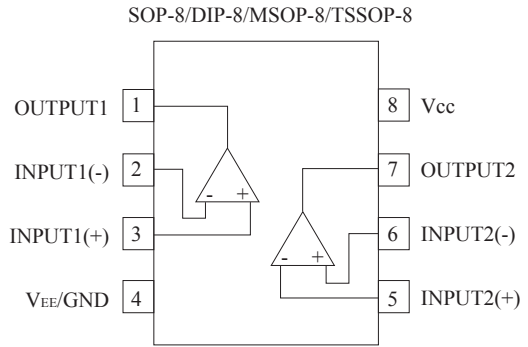 SOP-8/DIP-8/MSOP-8/TSSOP-8
OUTPUT1 1
8 Vcc
INPUT1(-) 2
7 OUTPUT2
- +
INPUT1(+) 3
6 INPUT2(-)
- +
VEE/GND 4
5 INPUT2(+)